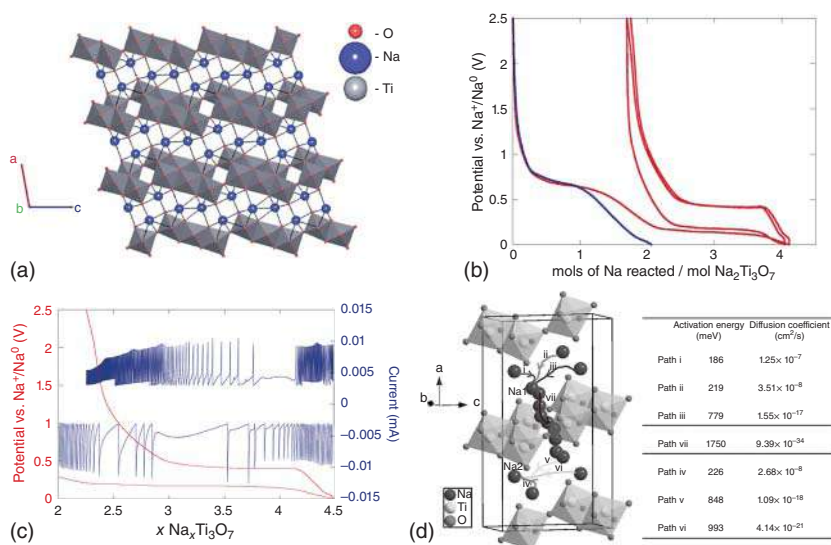 (a)
- O
- Na
- Ti
a
b
c
(b)
Potential vs. Na⁺/Na⁰ (V)
2.5
2
1.5
1
0.5
0
0
1
2
3
4
mols of Na reacted / mol Na₂Ti₃O₇
(c)
Potential vs. Na⁺/Na⁰ (V)
2.5
2
1.5
1
0.5
0
2.0
2.5
3.0
3.5
4.0
4.5
x NaₓTi₃O₇
0.015
0.010
0.005
0
−0.005
−0.010
−0.015
Current (mA)
(d)
a
b
c
i
ii
iii
Na1
vii
Na2
v
vi
iv
Na
Ti
O
Activation energy (meV) Diffusion coefficient (cm²/s)
Path i 186 1.25× 10⁻⁷
Path ii 219 3.51× 10⁻⁸
Path iii 779 1.55× 10⁻¹⁷
Path vii 1750 9.39× 10⁻³⁴
Path iv 226 2.68× 10⁻⁸
Path v 848 1.09× 10⁻¹⁸
Path vi 993 4.14× 10⁻²¹